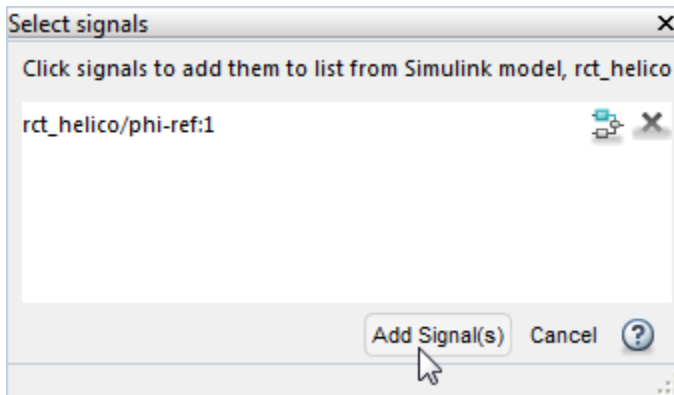 Select signals
Click signals to add them to list from Simulink model, rct_helico
rct_helico/phi-ref:1
Add Signal(s) Cancel ?